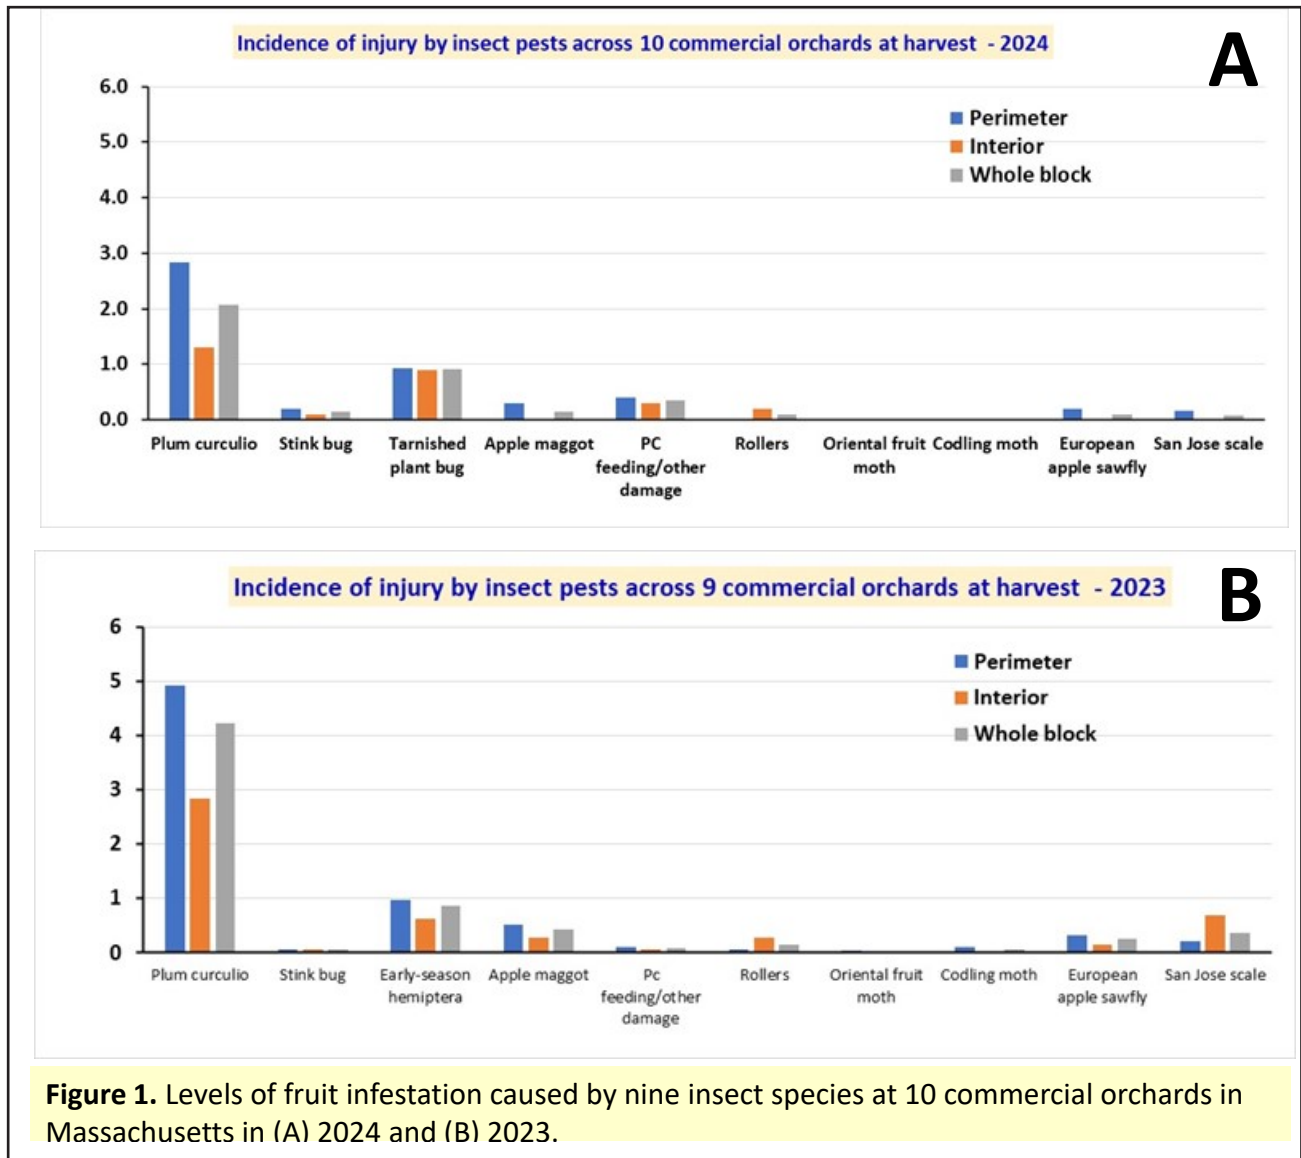 Incidence of injury by insect pests across 10 commercial orchards at harvest - 2024
A
6.0
5.0
4.0
3.0
2.0
1.0
0.0
Perimeter
Interior
Whole block
Plum curculio
Stink bug
Tarnished
plant bug
Apple maggot
PC
feeding/other
damage
Rollers
Oriental fruit
moth
Codling moth
European
apple sawfly
San Jose scale
Incidence of injury by insect pests across 9 commercial orchards at harvest - 2023
B
6
5
4
3
2
1
0
Perimeter
Interior
Whole block
Plum curculio
Stink bug
Early-season
hemiptera
Apple maggot
Pc
feeding/other
damage
Rollers
Oriental fruit
moth
Codling moth
European
apple sawfly
San Jose scale
Figure 1. Levels of fruit infestation caused by nine insect species at 10 commercial orchards in
Massachusetts in (A) 2024 and (B) 2023.